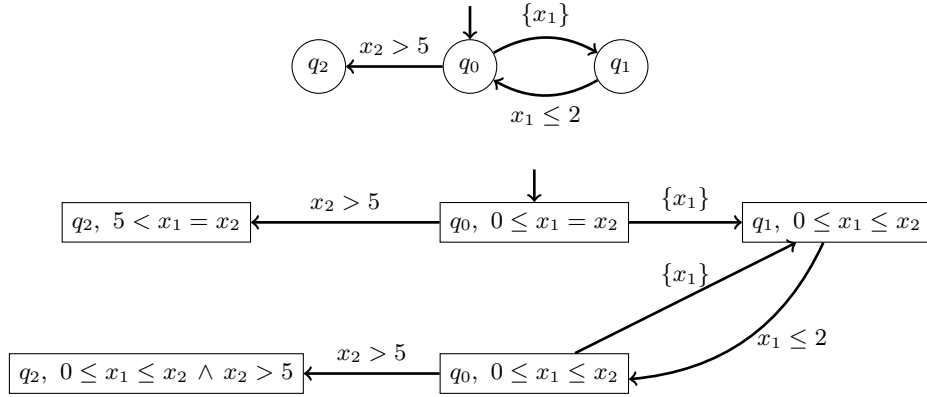 {x₁}
x₂ > 5
q₂ q₀ q₁
x₁ ≤ 2
x₂ > 5 {x₁}
q₂, 5 < x₁ = x₂ q₀, 0 ≤ x₁ = x₂ q₁, 0 ≤ x₁ ≤ x₂
{x₁}
x₁ ≤ 2
x₂ > 5
q₂, 0 ≤ x₁ ≤ x₂ ∧ x₂ > 5 q₀, 0 ≤ x₁ ≤ x₂